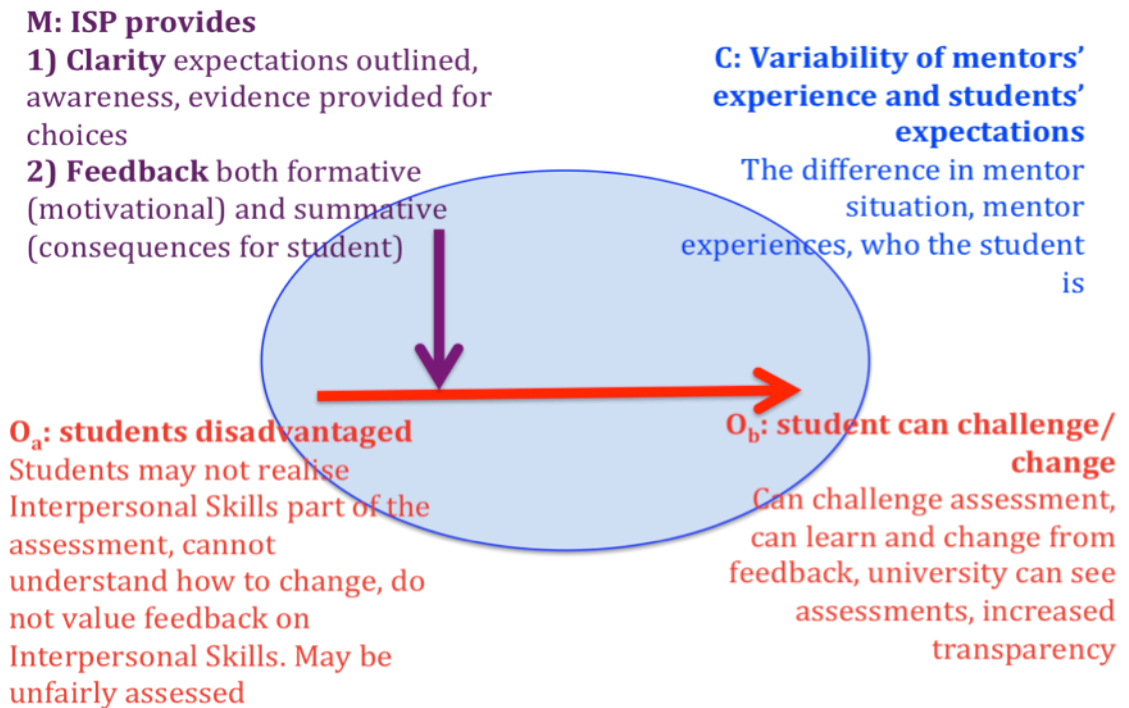 M: ISP provides
1) Clarity expectations outlined,
awareness, evidence provided for
choices
2) Feedback both formative
(motivational) and summative
(consequences for student)
C: Variability of mentors’
experience and students’
expectations
The difference in mentor
situation, mentor
experiences, who the student
is
Oa: students disadvantaged
Students may not realise
Interpersonal Skills part of the
assessment, cannot
understand how to change, do
not value feedback on
Interpersonal Skills. May be
unfairly assessed
Ob: student can challenge/
change
Can challenge assessment,
can learn and change from
feedback, university can see
assessments, increased
transparency